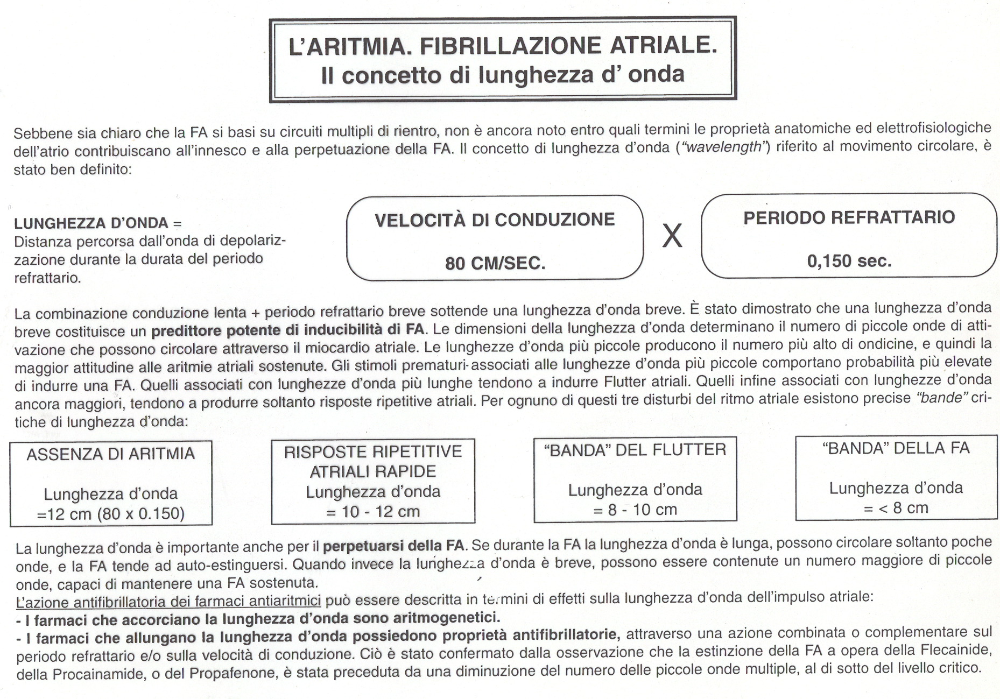 L'ARITMIA. FIBRILLAZIONE ATRIALE.
Il concetto di lunghezza d' onda
Sebbene sia chiaro che la FA si basi su circuiti multipli di rientro, non è ancora noto entro quali termini le proprietà anatomiche ed elettrofisiologiche
dell'atrio contribuiscano all'innesco e alla perpetuazione della FA. Il concetto di lunghezza d'onda ("wavelength") riferito al movimento circolare, è
stato ben definito:
LUNGHEZZA D'ONDA =
Distanza percorsa dall'onda di depolariz-
zazione durante la durata del periodo
refrattario.
VELOCITÀ DI CONDUZIONE
80 CM/SEC.
X
PERIODO REFRATTARIO
0,150 sec.
La combinazione conduzione lenta + periodo refrattario breve sottende una lunghezza d'onda breve. È stato dimostrato che una lunghezza d'onda
breve costituisce un predittore potente di inducibilità di FA. Le dimensioni della lunghezza d'onda determinano il numero di piccole onde di atti-
vazione che possono circolare attraverso il miocardio atriale. Le lunghezze d'onda più piccole producono il numero più alto di ondicine, e quindi la
maggior attitudine alle aritmie atriali sostenute. Gli stimoli prematuri associati alle lunghezze d'onda più piccole comportano probabilità più elevate
di indurre una FA. Quelli associati con lunghezze d'onda più lunghe tendono a indurre Flutter atriali. Quelli infine associati con lunghezze d'onda
ancora maggiori, tendono a produrre soltanto risposte ripetitive atriali. Per ognuno di questi tre disturbi del ritmo atriale esistono precise "bande" cri-
tiche di lunghezza d'onda:
ASSENZA DI ARITMIA
Lunghezza d'onda
=12 cm (80 x 0.150)
RISPOSTE RIPETITIVE
ATRIALI RAPIDE
Lunghezza d'onda
= 10 - 12 cm
"BANDA" DEL FLUTTER
Lunghezza d'onda
= 8 - 10 cm
"BANDA" DELLA FA
Lunghezza d'onda
= < 8 cm
La lunghezza d'onda è importante anche per il perpetuarsi della FA. Se durante la FA la lunghezza d'onda è lunga, possono circolare soltanto poche
onde, e la FA tende ad auto-estinguersi. Quando invece la lunghezza d'onda è breve, possono essere contenute un numero maggiore di piccole
onde, capaci di mantenere una FA sostenuta.
L'azione antifibrillatoria dei farmaci antiaritmici può essere descritta in termini di effetti sulla lunghezza d'onda dell'impulso atriale:
- I farmaci che accorciano la lunghezza d'onda sono aritmogenetici.
- I farmaci che allungano la lunghezza d'onda possiedono proprietà antifibrillatorie, attraverso una azione combinata o complementare sul
periodo refrattario e/o sulla velocità di conduzione. Ciò è stato confermato dalla osservazione che la estinzione della FA a opera della Flecainide,
della Procainamide, o del Propafenone, è stata preceduta da una diminuzione del numero delle piccole onde multiple, al di sotto del livello critico.